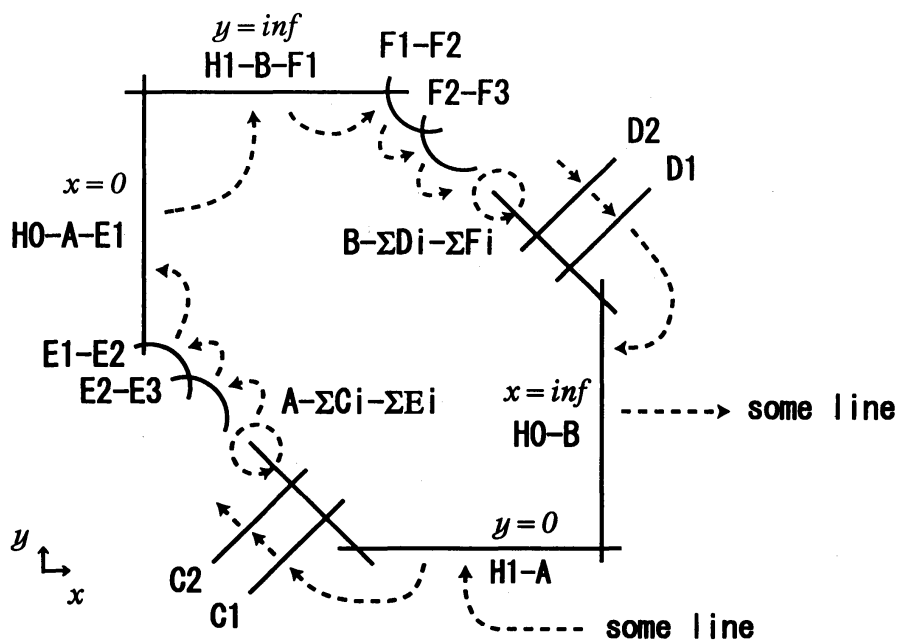 y = inf
H1-B-F1
F1-F2
F2-F3
D2
D1
x = 0
H0-A-E1
B-ΣDi-ΣFi
E1-E2
E2-E3
A-ΣCi-ΣEi
x = inf
H0-B
some line
y = 0
H1-A
C2
C1
y
x
some line